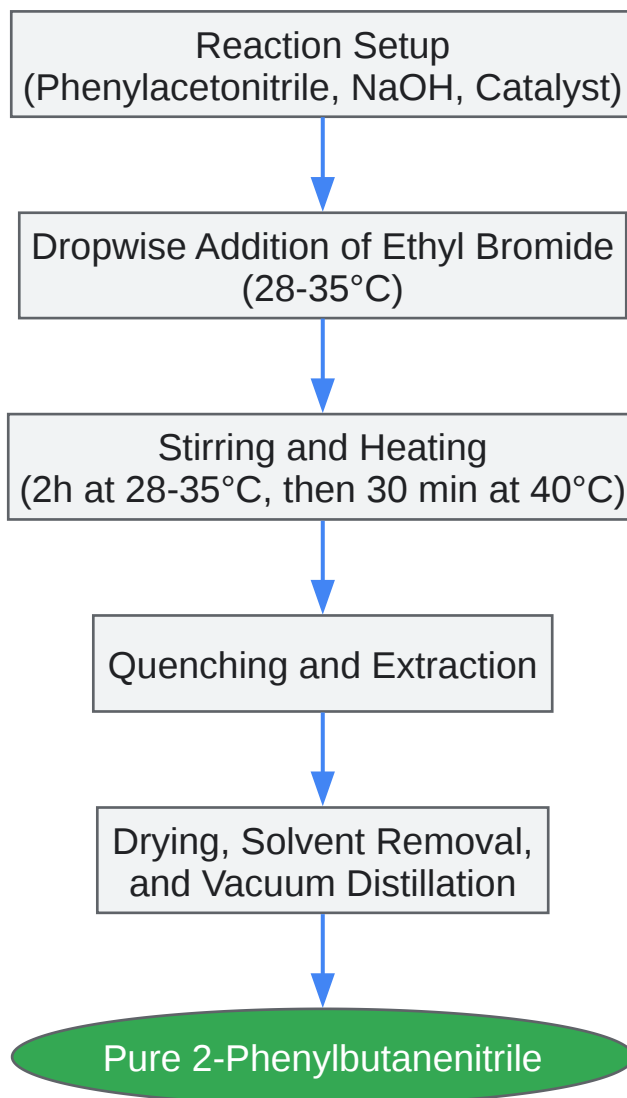 Reaction Setup
(Phenylacetonitrile, NaOH, Catalyst)
Dropwise Addition of Ethyl Bromide
(28-35°C)
Stirring and Heating
(2h at 28-35°C, then 30 min at 40°C)
Quenching and Extraction
Drying, Solvent Removal,
and Vacuum Distillation
Pure 2-Phenylbutanenitrile